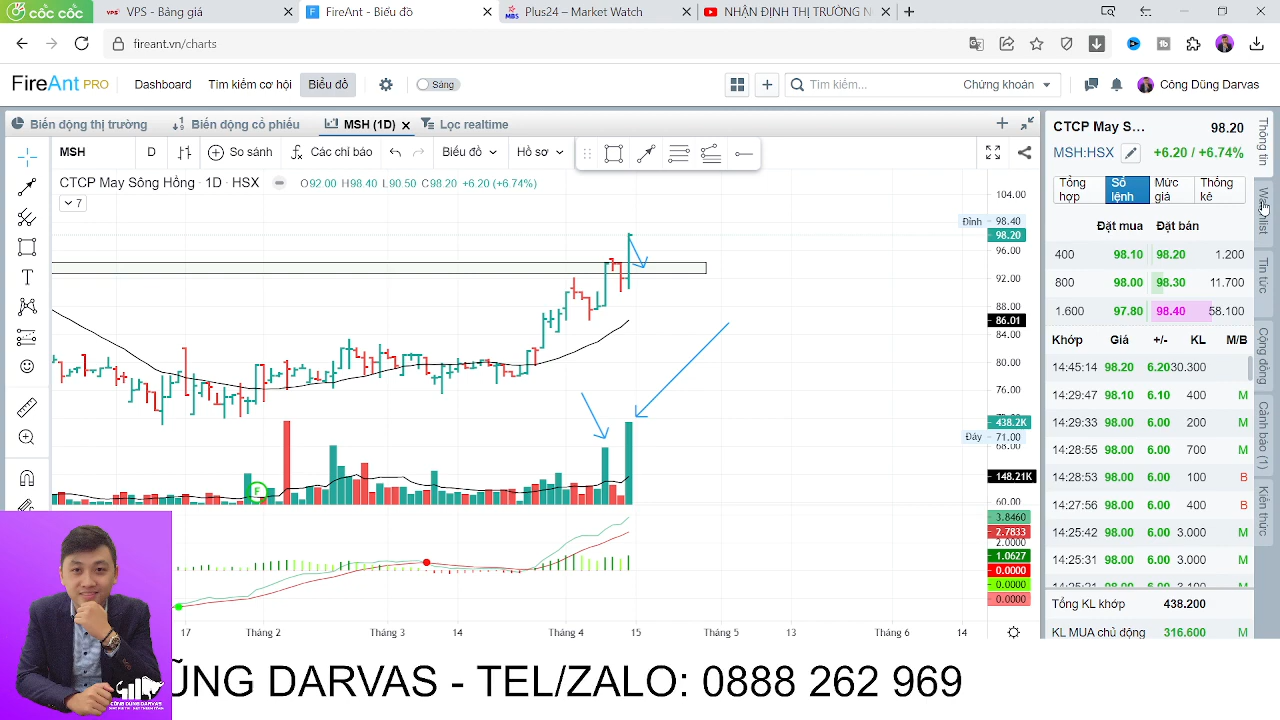 cốc cốc
VPS
VPS - Bảng giá
F
FireAnt - Biểu đồ
MBS
Plus24 – Market Watch
NHẬN ĐỊNH THỊ TRƯỜNG N
fireant.vn/charts
FireAnt PRO
Dashboard
Tìm kiếm cơ hội
Biểu đồ
Sáng
Tìm kiếm...
Chứng khoán
Công Dũng Darvas
Biến động thị trường
Biến động cổ phiếu
MSH (1D)
Lọc realtime
MSH
D
So sánh
Các chỉ báo
Biểu đồ
Hồ sơ
CTCP May Sông Hồng · 1D · HSX
O92.00 H98.40 L90.50 C98.20 +6.20 (+6.74%)
7
104.00
Đỉnh 98.40
98.20
96.00
92.00
88.00
86.01
84.00
80.00
76.00
438.2K
Đáy 71.00
68.00
148.21K
60.00
F
3.8460
2.7833
2.0000
1.0627
0.0000
0.0000
0.0000
17
Tháng 2
Tháng 3
14
Tháng 4
15
Tháng 5
13
Tháng 6
14
CTCP May S... 98.20
MSH:HSX +6.20 / +6.74%
Tổng hợp
Sổ lệnh
Mức giá
Thống kê
Đặt mua Đặt bán
400 98.10 98.20 1.200
800 98.00 98.30 11.700
1.600 97.80 98.40 58.100
Khớp Giá +/- KL M/B
14:45:14 98.20 6.20 30.300
14:29:47 98.10 6.10 400 M
14:29:33 98.00 6.00 200 M
14:28:55 98.00 6.00 700 M
14:28:53 98.00 6.00 100 B
14:27:56 98.00 6.00 400 B
14:25:42 98.00 6.00 3.000 M
14:25:31 98.00 6.00 3.000 M
Tổng KL khớp 438.200
KL MUA chủ động 316.600 M
Thông tin
Watchlist
Tin tức
Cộng đồng
Cảnh báo (1)
Kiến thức
CÔNG DŨNG DARVAS
ŨNG DARVAS - TEL/ZALO: 0888 262 969